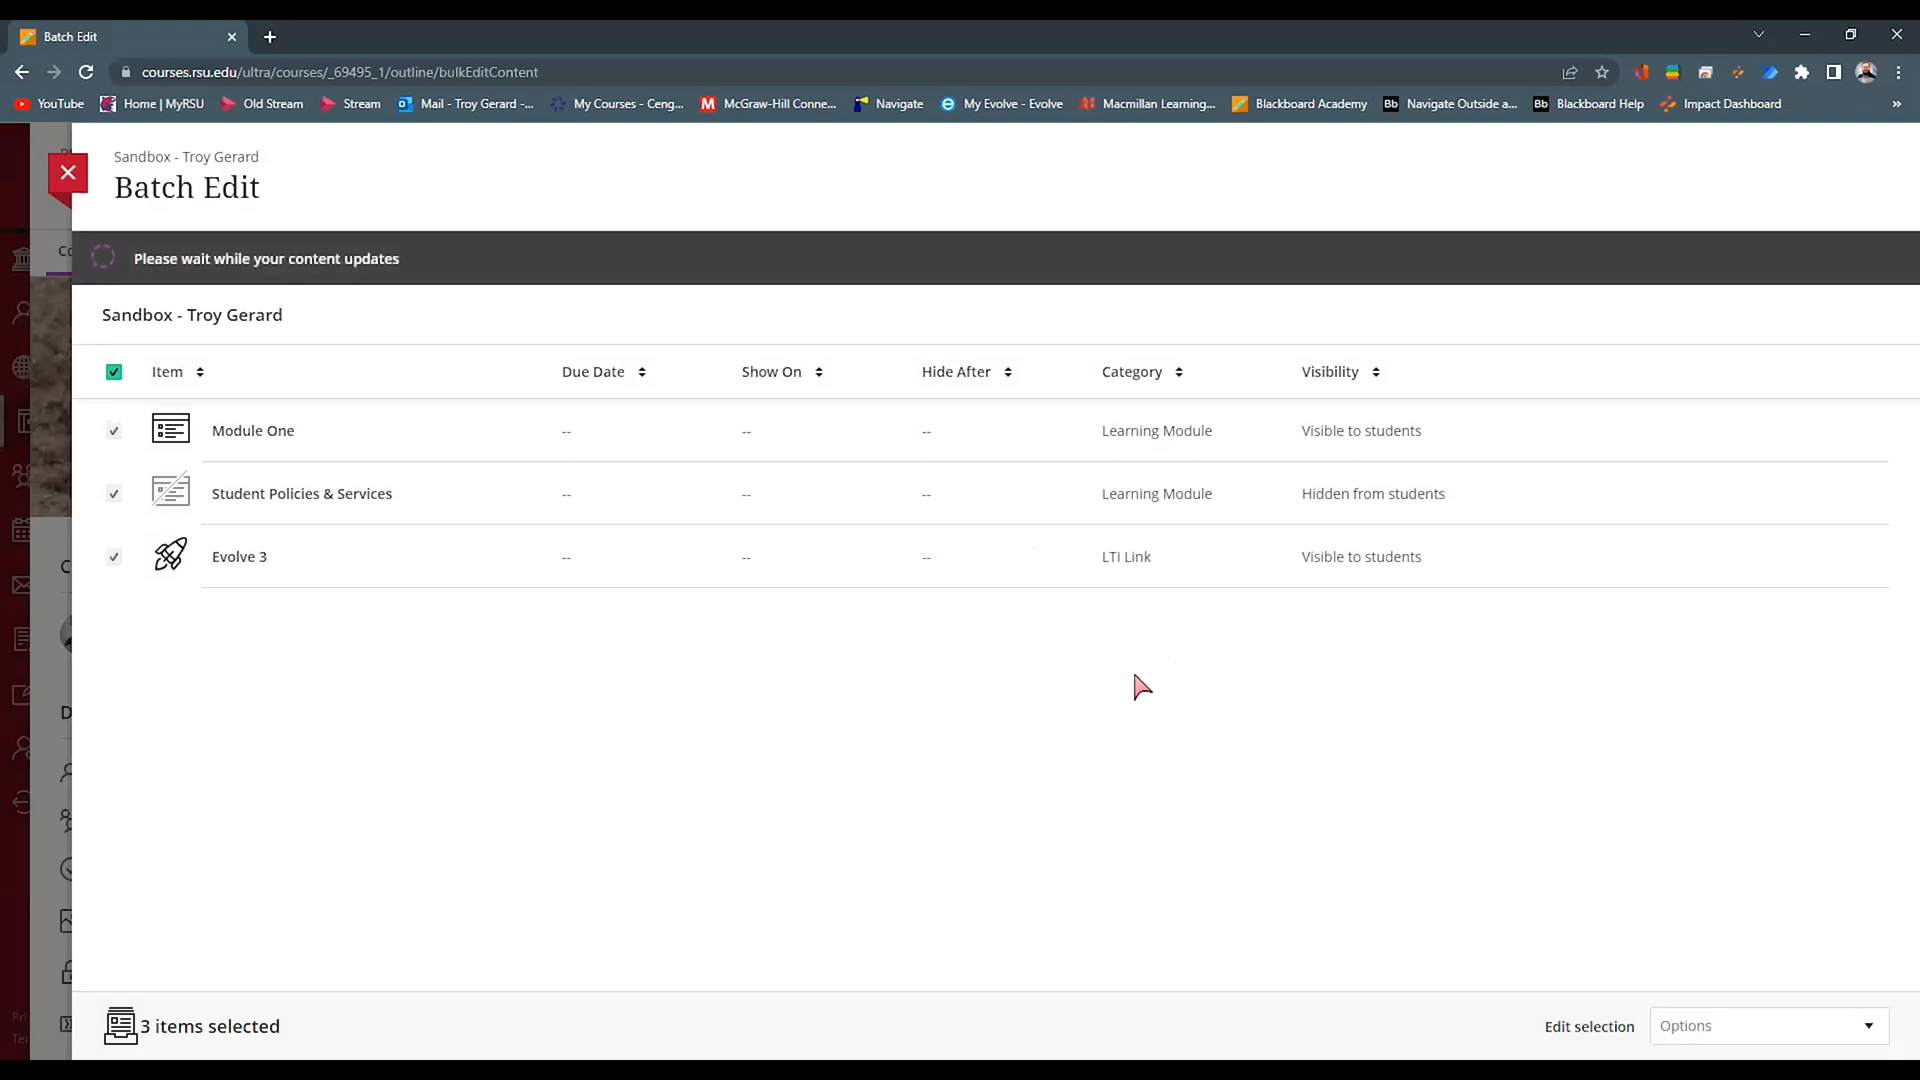 Batch Edit
courses.rsu.edu/ultra/courses/_69495_1/outline/bulkEditContent
YouTube
Home | MyRSU
Old Stream
Stream
Mail - Troy Gerard -...
My Courses - Ceng...
McGraw-Hill Conne...
Navigate
My Evolve - Evolve
Macmillan Learning...
Blackboard Academy
Bb Navigate Outside a...
Bb Blackboard Help
Impact Dashboard
»
Sandbox - Troy Gerard
Batch Edit
Please wait while your content updates
Sandbox - Troy Gerard
Item Due Date Show On Hide After Category Visibility
Module One -- -- -- Learning Module Visible to students
Student Policies & Services -- -- -- Learning Module Hidden from students
Evolve 3 -- -- -- LTI Link Visible to students
3 items selected
Edit selection Options